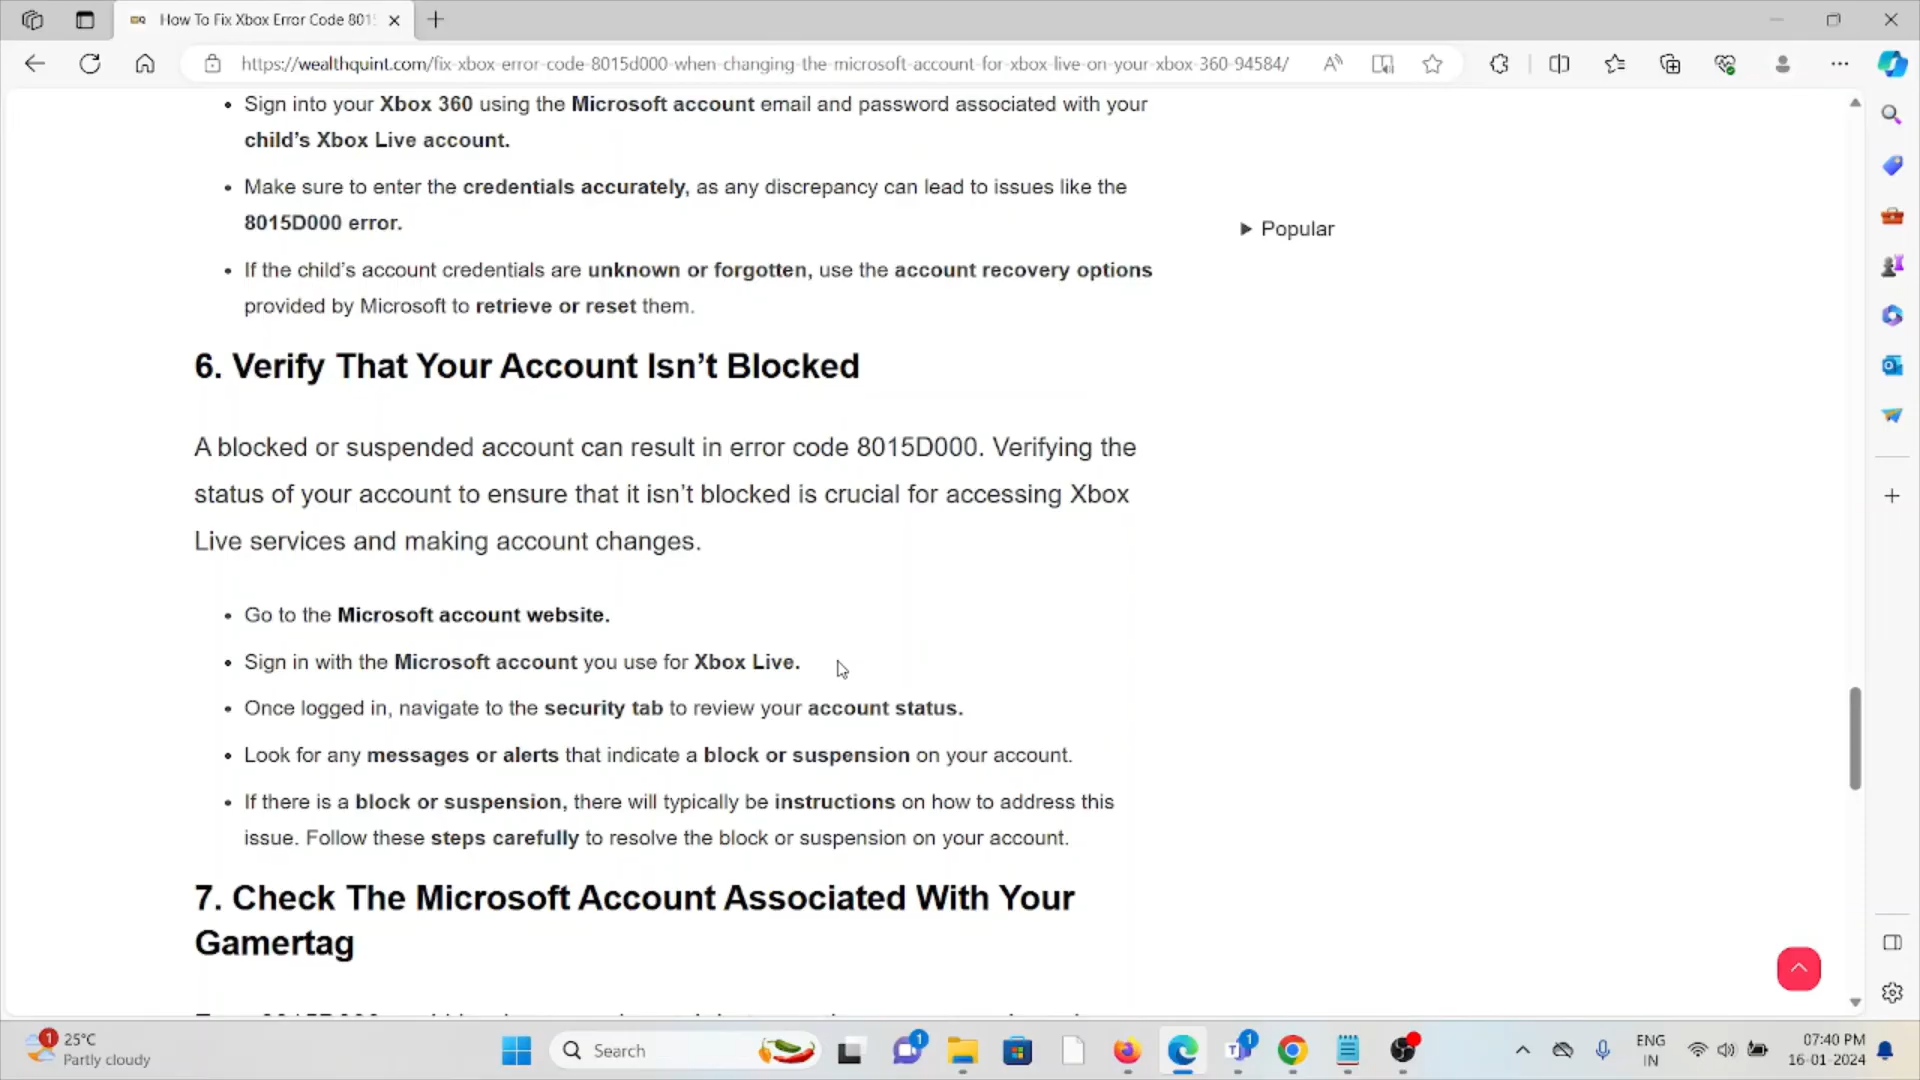 How To Fix Xbox Error Code 801
https://wealthquint.com/fix-xbox-error-code-8015d000-when-changing-the-microsoft-account-for-xbox-live-on-your-xbox-360-94584/
Sign into your Xbox 360 using the Microsoft account email and password associated with your
child’s Xbox Live account.
Make sure to enter the credentials accurately, as any discrepancy can lead to issues like the
8015D000 error.
If the child’s account credentials are unknown or forgotten, use the account recovery options
provided by Microsoft to retrieve or reset them.
Popular
6. Verify That Your Account Isn’t Blocked
A blocked or suspended account can result in error code 8015D000. Verifying the
status of your account to ensure that it isn’t blocked is crucial for accessing Xbox
Live services and making account changes.
Go to the Microsoft account website.
Sign in with the Microsoft account you use for Xbox Live.
Once logged in, navigate to the security tab to review your account status.
Look for any messages or alerts that indicate a block or suspension on your account.
If there is a block or suspension, there will typically be instructions on how to address this
issue. Follow these steps carefully to resolve the block or suspension on your account.
7. Check The Microsoft Account Associated With Your
Gamertag
1
25°C
Partly cloudy
Search
1
1
ENG
IN
07:40 PM
16-01-2024